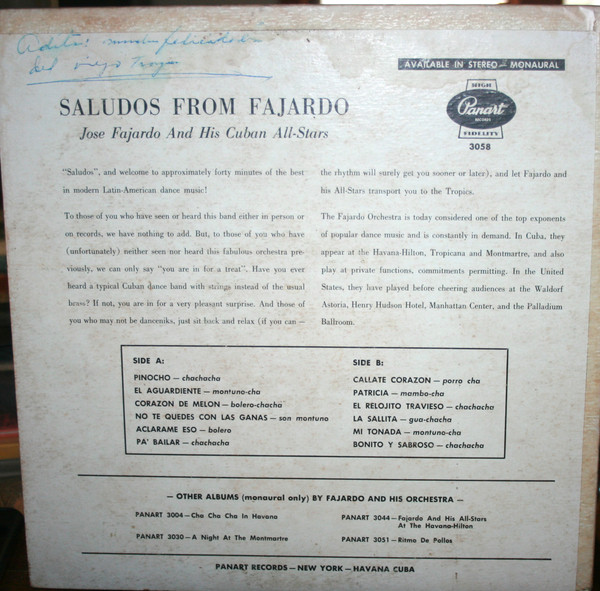 del viejo
AVAILABLE IN STEREO — MONAURAL
HIGH
Panart
RECORDS
FIDELITY
3058
SALUDOS FROM FAJARDO
Jose Fajardo And His Cuban All-Stars
"Saludos", and welcome to approximately forty minutes of the best
in modern Latin-American dance music!
To those of you who have seen or heard this band either in person or
on records, we have nothing to add. But, to those of you who have
(unfortunately) neither seen nor heard this fabulous orchestra pre-
viously, we can only say "you are in for a treat". Have you ever
heard a typical Cuban dance band with strings instead of the usual
brass? If not, you are in for a very pleasant surprise. And those of
you who may not be danceniks, just sit back and relax (if you can —
the rhythm will surely get you sooner or later), and let Fajardo and
his All-Stars transport you to the Tropics.
The Fajardo Orchestra is today considered one of the top exponents
of popular dance music and is constantly in demand. In Cuba, they
appear at the Havana-Hilton, Tropicana and Montmartre, and also
play at private functions, commitments permitting. In the United
States, they have played before cheering audiences at the Waldorf
Astoria, Henry Hudson Hotel, Manhattan Center, and the Palladium
Ballroom.
SIDE A:
PINOCHO — chachacha
EL AGUARDIENTE — montuno-cha
CORAZON DE MELON — bolero-chacha
NO TE QUEDES CON LAS GANAS — son montuno
ACLARAME ESO — bolero
PA' BAILAR — chachacha
SIDE B:
CALLATE CORAZON — porro cha
PATRICIA — mambo-cha
EL RELOJITO TRAVIESO — chachacha
LA SALLITA — gua-chacha
MI TONADA — montuno-cha
BONITO Y SABROSO — chachacha
— OTHER ALBUMS (monaural only) BY FAJARDO AND HIS ORCHESTRA —
PANART 3004 — Cha Cha Cha In Havana
PANART 3030 — A Night At The Montmartre
PANART 3044 — Fajardo And His All-Stars
At The Havana-Hilton
PANART 3051 — Ritmo De Pollos
PANART RECORDS — NEW YORK — HAVANA CUBA